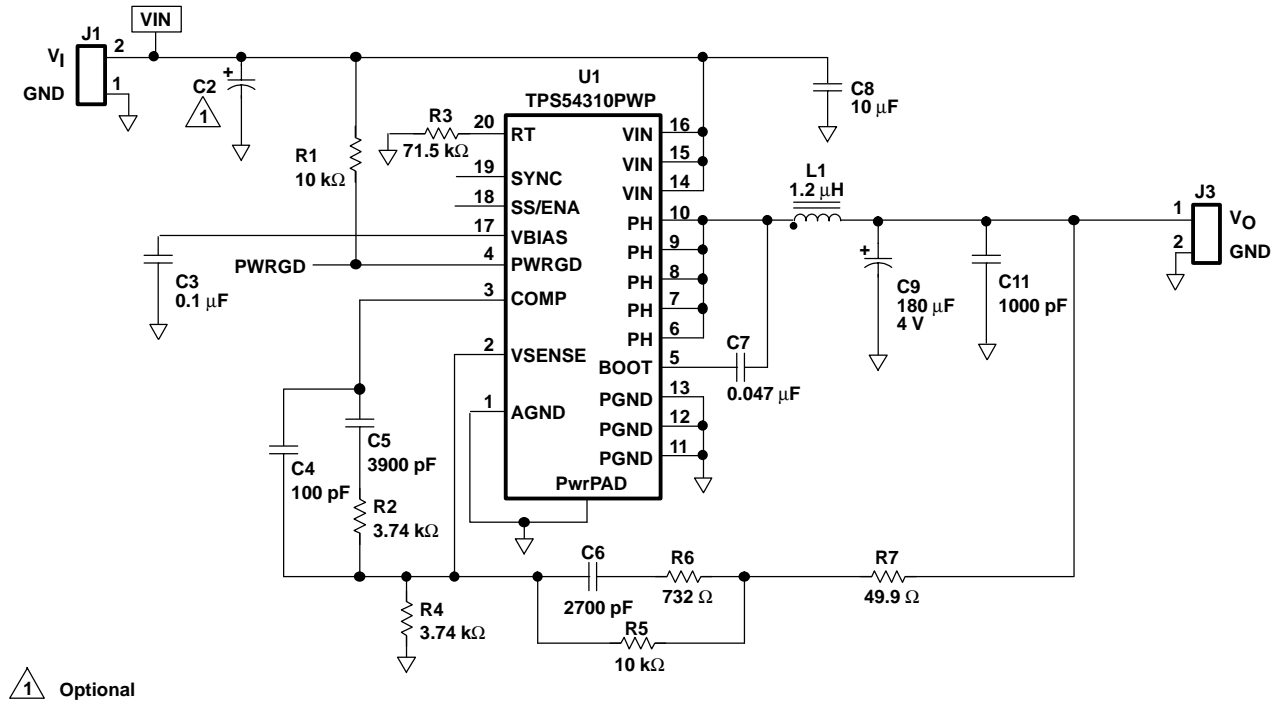 VIN
J1
2
VI
1
GND
C2
+
1
R1
10 kΩ
R3
71.5 kΩ
U1
TPS54310PWP
C8
10 µF
20 RT
19 SYNC
18 SS/ENA
17 VBIAS
4 PWRGD
3 COMP
2 VSENSE
1 AGND
VIN 16
VIN 15
VIN 14
PH 10
PH 9
PH 8
PH 7
PH 6
BOOT 5
PGND 13
PGND 12
PGND 11
PwrPAD
PWRGD
C3
0.1 µF
L1
1.2 µH
J3
1
VO
2
GND
+
C9
180 µF
4 V
C11
1000 pF
C7
0.047 µF
C4
100 pF
C5
3900 pF
R2
3.74 kΩ
R4
3.74 kΩ
C6
2700 pF
R6
732 Ω
R7
49.9 Ω
R5
10 kΩ
1 Optional